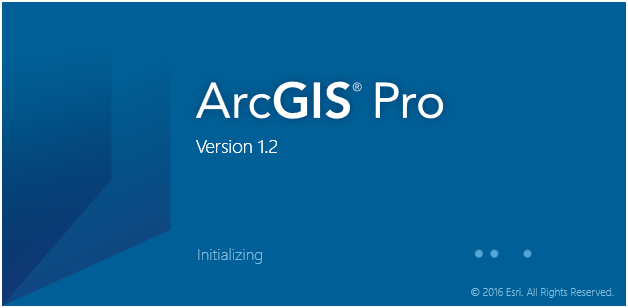 ArcGIS® Pro
Version 1.2
Initializing
© 2016 Esri. All Rights Reserved.